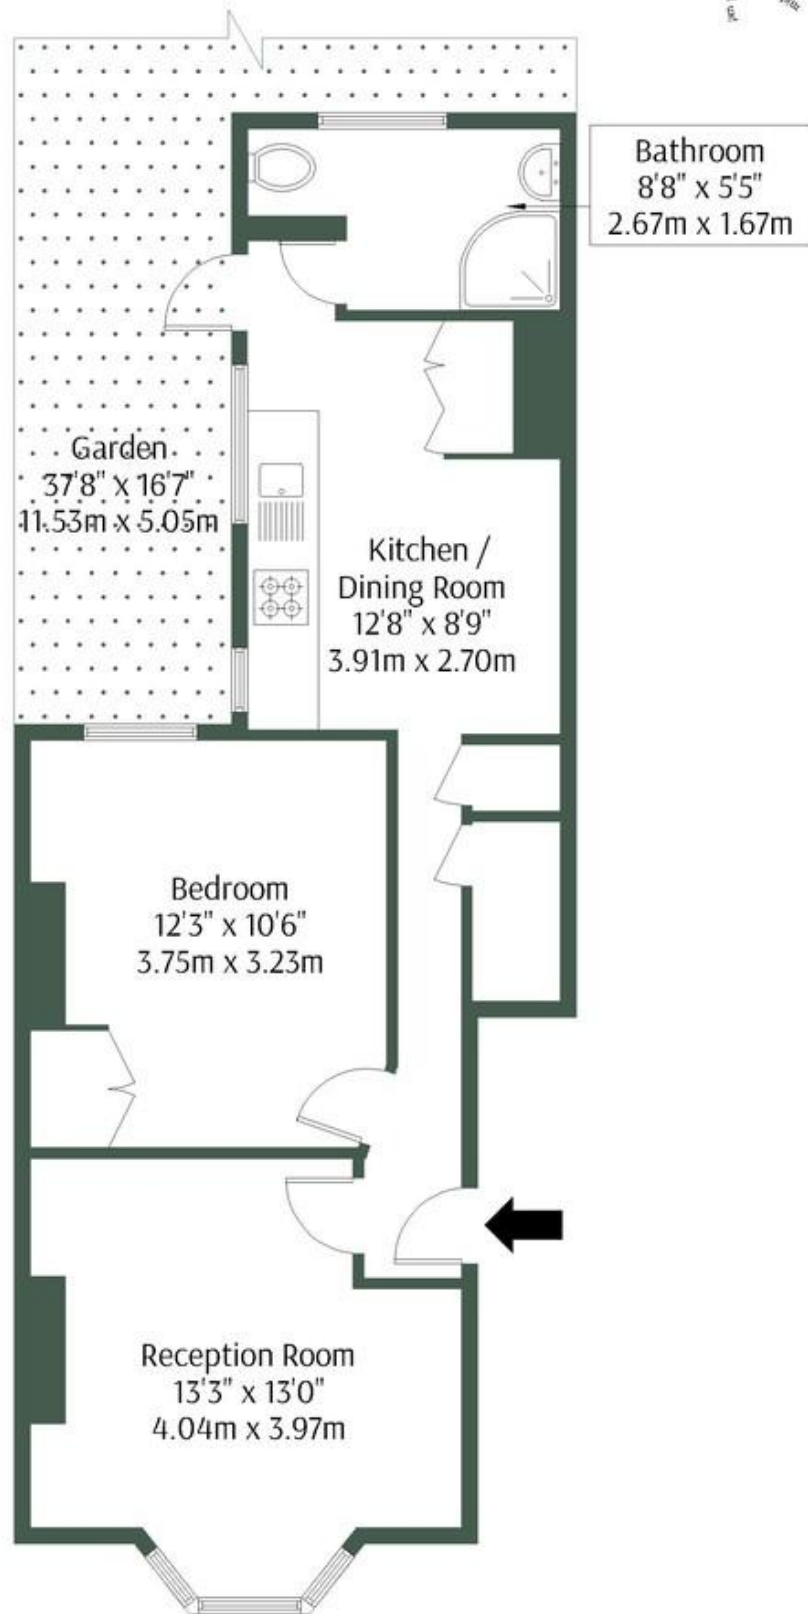 Bathroom
8'8" x 5'5"
2.67m x 1.67m
Garden
37'8" x 16'7"
11.53m x 5.05m
Kitchen /
Dining Room
12'8" x 8'9"
3.91m x 2.70m
Bedroom
12'3" x 10'6"
3.75m x 3.23m
Reception Room
13'3" x 13'0"
4.04m x 3.97m